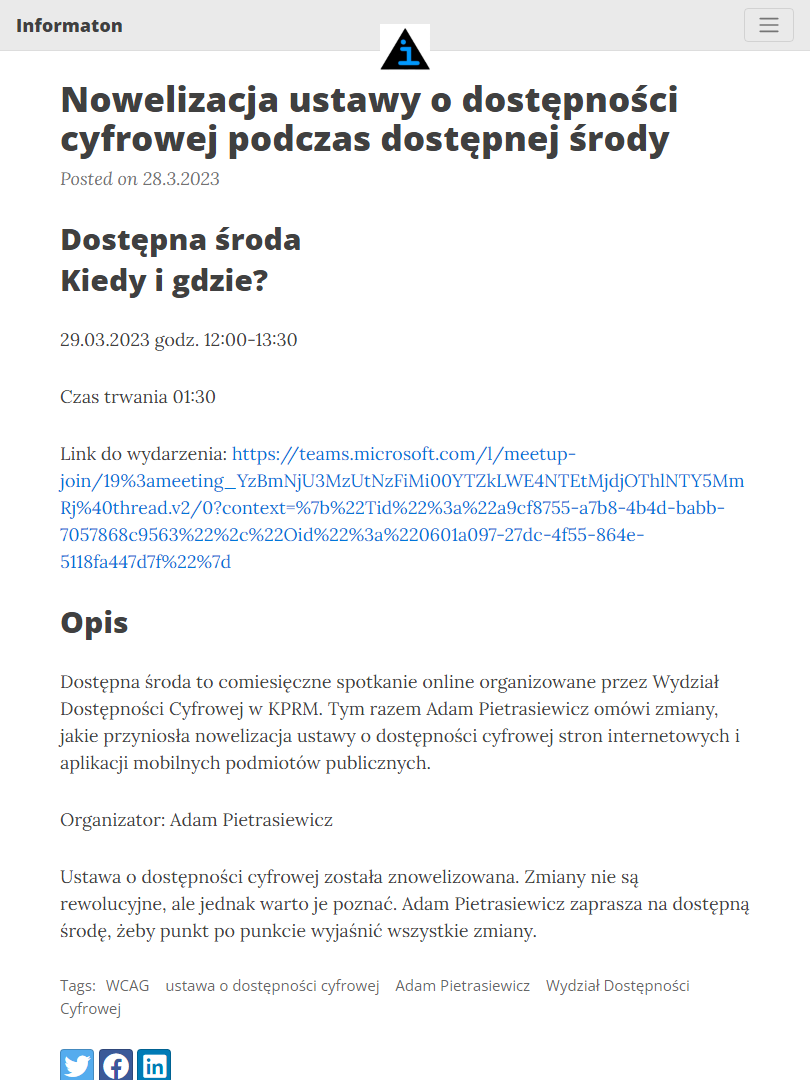 Informaton
i
Nowelizacja ustawy o dostępności
cyfrowej podczas dostępnej środy
Posted on 28.3.2023
Dostępna środa
Kiedy i gdzie?
29.03.2023 godz. 12:00-13:30
Czas trwania 01:30
Link do wydarzenia: https://teams.microsoft.com/l/meetup-
join/19%3ameeting_YzBmNjU3MzUtNzFiMi00YTZkLWE4NTEtMjdjOThlNTY5Mm
Rj%40thread.v2/0?context=%7b%22Tid%22%3a%22a9cf8755-a7b8-4b4d-babb-
7057868c9563%22%2c%22Oid%22%3a%220601a097-27dc-4f55-864e-
5118fa447d7f%22%7d
Opis
Dostępna środa to comiesięczne spotkanie online organizowane przez Wydział
Dostępności Cyfrowej w KPRM. Tym razem Adam Pietrasiewicz omówi zmiany,
jakie przyniosła nowelizacja ustawy o dostępności cyfrowej stron internetowych i
aplikacji mobilnych podmiotów publicznych.
Organizator: Adam Pietrasiewicz
Ustawa o dostępności cyfrowej została znowelizowana. Zmiany nie są
rewolucyjne, ale jednak warto je poznać. Adam Pietrasiewicz zaprasza na dostępną
środę, żeby punkt po punkcie wyjaśnić wszystkie zmiany.
Tags: WCAG ustawa o dostępności cyfrowej Adam Pietrasiewicz Wydział Dostępności
Cyfrowej